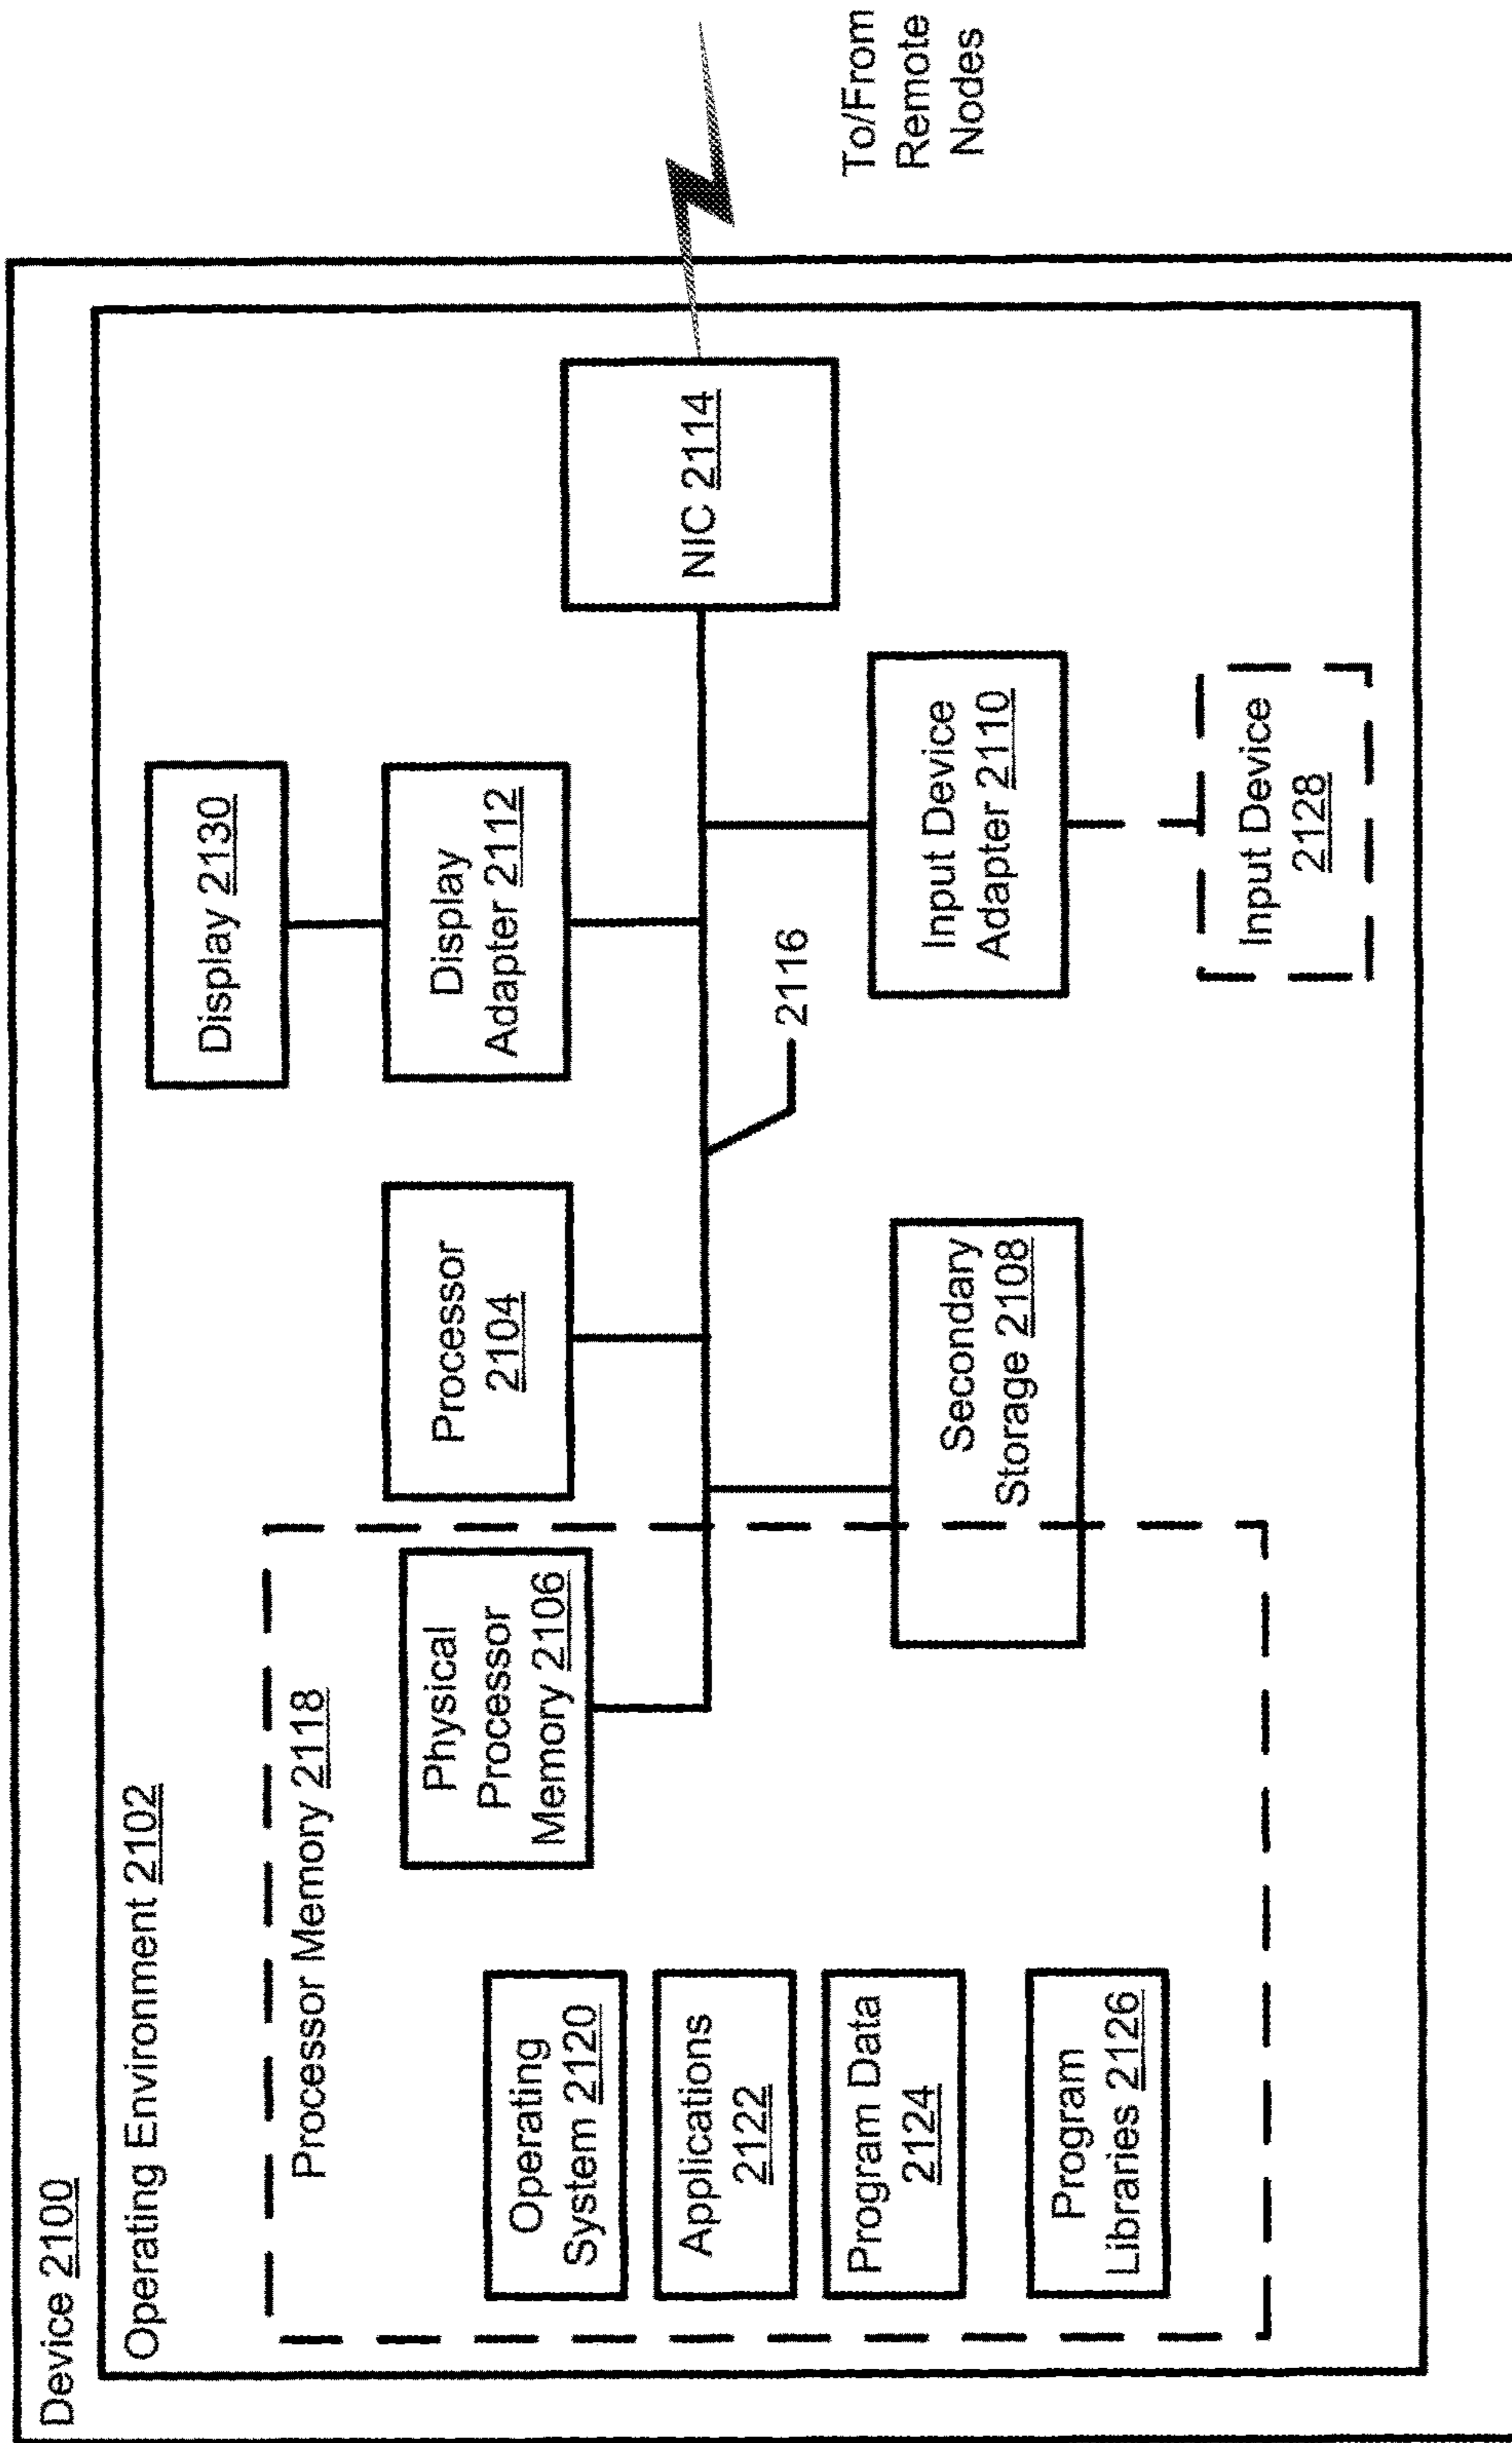 Device 2100
Operating Environment 2102
Processor Memory 2118
Operating
System 2120
Applications
2122
Program Data
2124
Program
Libraries 2126
Physical
Processor
Memory 2106
Processor
2104
Secondary
Storage 2108
2116
Display 2130
Display
Adapter 2112
Input Device
Adapter 2110
Input Device
2128
NIC 2114
To/From
Remote
Nodes